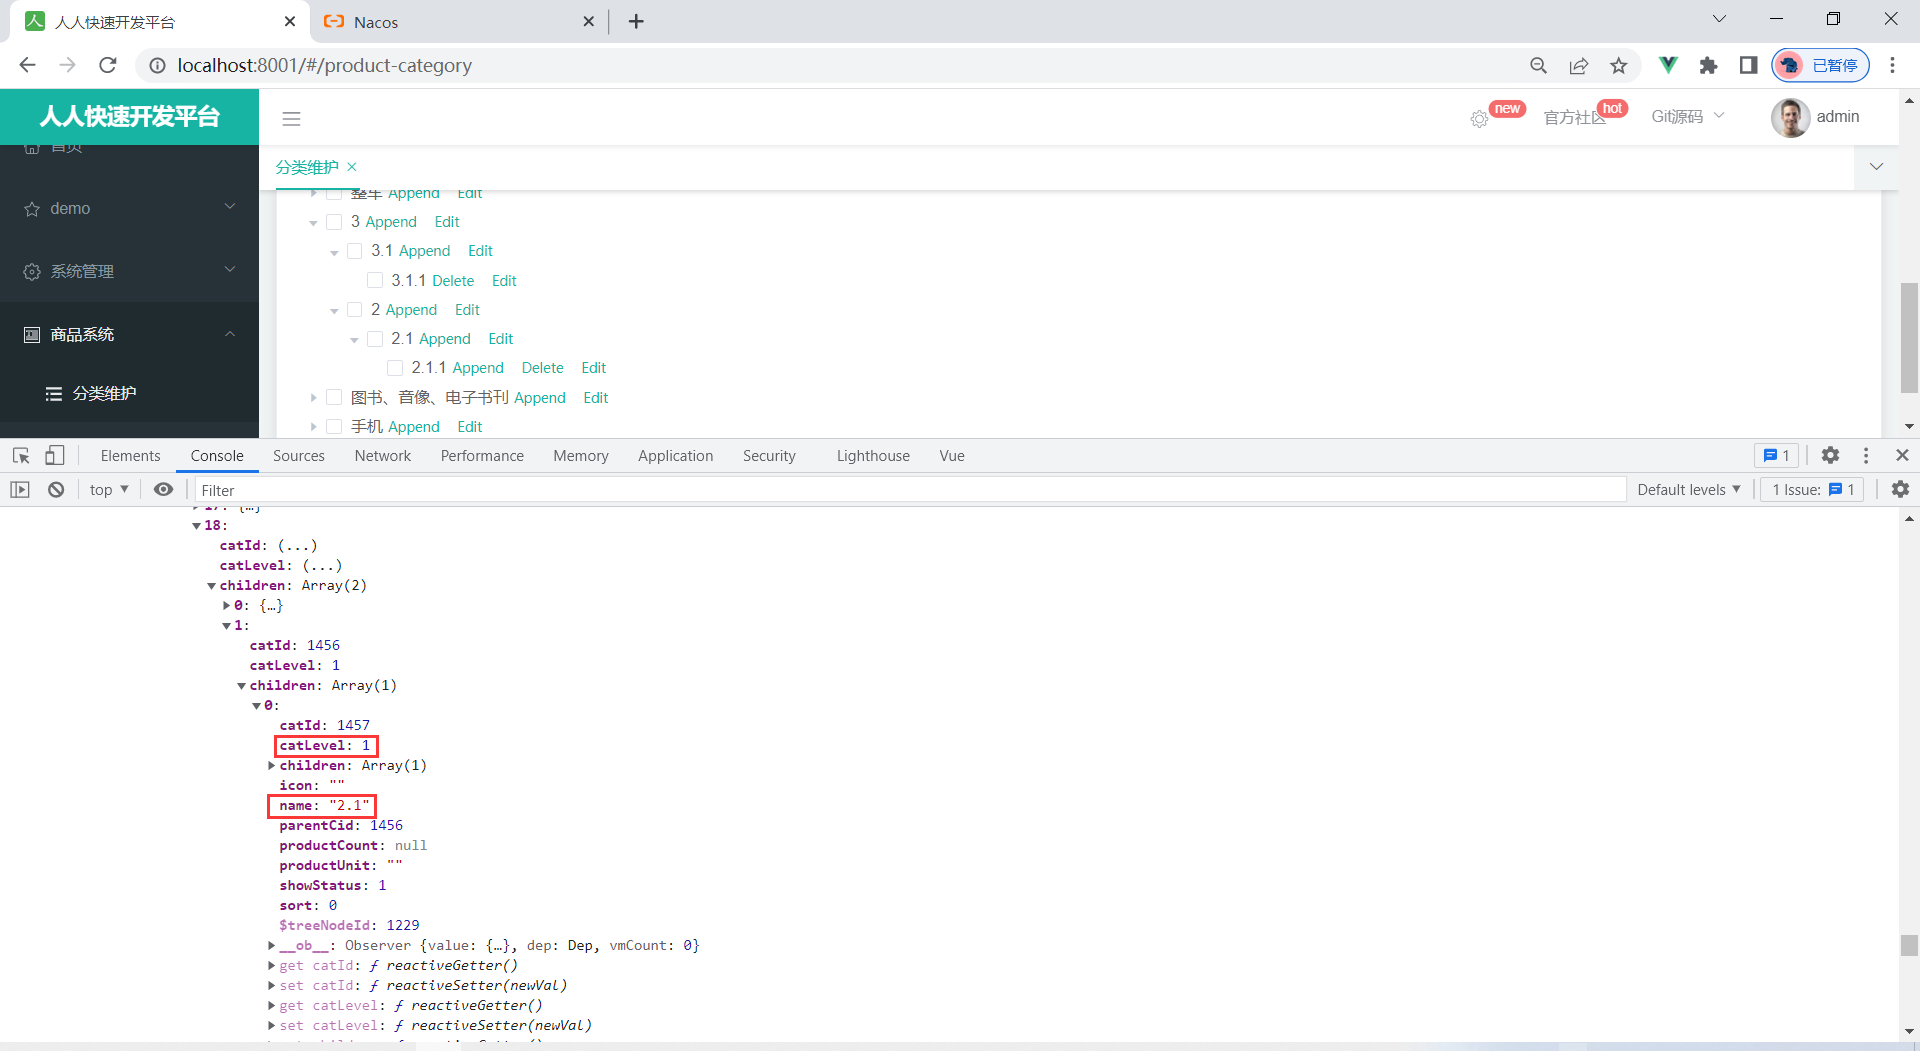 人人快速开发平台
Nacos
localhost:8001/#/product-category
已暂停
人人快速开发平台
new
官方社区
hot
Git源码
admin
首页
分类维护
demo
系统管理
商品系统
分类维护
整车 Append Edit
3 Append Edit
3.1 Append Edit
3.1.1 Delete Edit
2 Append Edit
2.1 Append Edit
2.1.1 Append Delete Edit
图书、音像、电子书刊 Append Edit
手机 Append Edit
Elements Console Sources Network Performance Memory Application Security Lighthouse Vue
1
top
Filter
Default levels
1 Issue: 1
17: {…}
18:
catId: (...)
catLevel: (...)
children: Array(2)
0: {…}
1:
catId: 1456
catLevel: 1
children: Array(1)
0:
catId: 1457
catLevel: 1
children: Array(1)
icon: ""
name: "2.1"
parentCid: 1456
productCount: null
productUnit: ""
showStatus: 1
sort: 0
$treeNodeId: 1229
__ob__: Observer {value: {…}, dep: Dep, vmCount: 0}
get catId: ƒ reactiveGetter()
set catId: ƒ reactiveSetter(newVal)
get catLevel: ƒ reactiveGetter()
set catLevel: ƒ reactiveSetter(newVal)